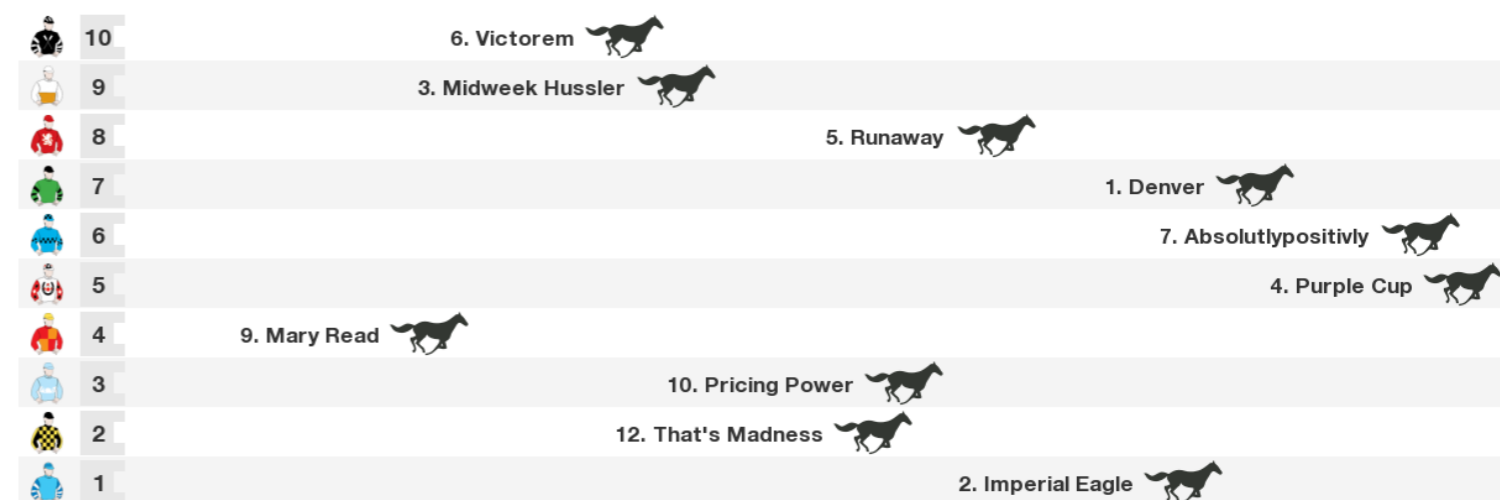 10 6. Victorem
9 3. Midweek Hussler
8 5. Runaway
7 1. Denver
6 7. Absolutlypositivly
5 4. Purple Cup
4 9. Mary Read
3 10. Pricing Power
2 12. That's Madness
1 2. Imperial Eagle